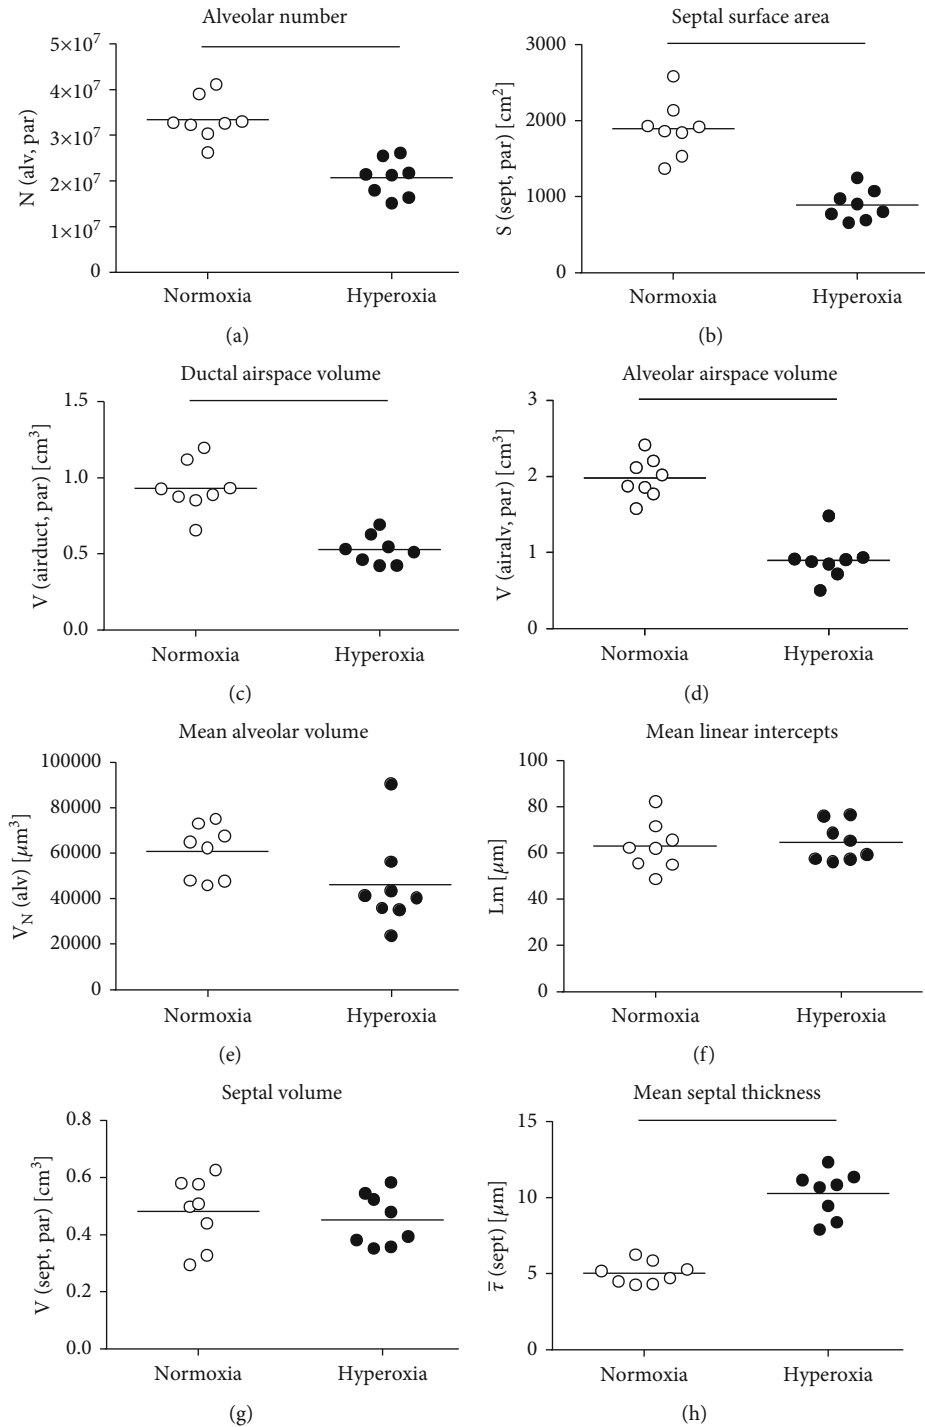 Alveolar number
N (alv, par)
5×10⁷
4×10⁷
3×10⁷
2×10⁷
1×10⁷
0
Normoxia Hyperoxia
(a)
Septal surface area
S (sept, par) [cm²]
3000
2000
1000
0
Normoxia Hyperoxia
(b)
Ductal airspace volume
V (airduct, par) [cm³]
1.5
1.0
0.5
0.0
Normoxia Hyperoxia
(c)
Alveolar airspace volume
V (airalv, par) [cm³]
3
2
1
0
Normoxia Hyperoxia
(d)
Mean alveolar volume
V_N (alv) [μm³]
100000
80000
60000
40000
20000
0
Normoxia Hyperoxia
(e)
Mean linear intercepts
Lm [μm]
100
80
60
40
20
0
Normoxia Hyperoxia
(f)
Septal volume
V (sept, par) [cm³]
0.8
0.6
0.4
0.2
0.0
Normoxia Hyperoxia
(g)
Mean septal thickness
τ̄ (sept) [μm]
15
10
5
0
Normoxia Hyperoxia
(h)